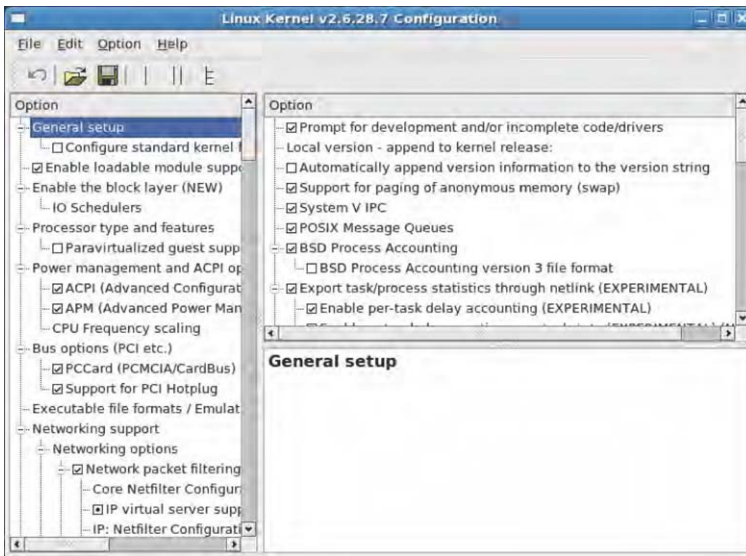 Linux Kernel v2.6.28.7 Configuration
File Edit Option Help
Option
General setup
Configure standard kernel
Enable loadable module supp
Enable the block layer (NEW)
IO Schedulers
Processor type and features
Paravirtualized guest supp
Power management and ACPI op
ACPI (Advanced Configurat
APM (Advanced Power Man
CPU Frequency scaling
Bus options (PCI etc.)
PCCard (PCMCIA/CardBus)
Support for PCI Hotplug
Executable file formats / Emulat
Networking support
Networking options
Network packet filtering
Core Netfilter Configur
IP virtual server supp
IP: Netfilter Configurati
Option
Prompt for development and/or incomplete code/drivers
Local version - append to kernel release:
Automatically append version information to the version string
Support for paging of anonymous memory (swap)
System V IPC
POSIX Message Queues
BSD Process Accounting
BSD Process Accounting version 3 file format
Export task/process statistics through netlink (EXPERIMENTAL)
Enable per-task delay accounting (EXPERIMENTAL)
General setup